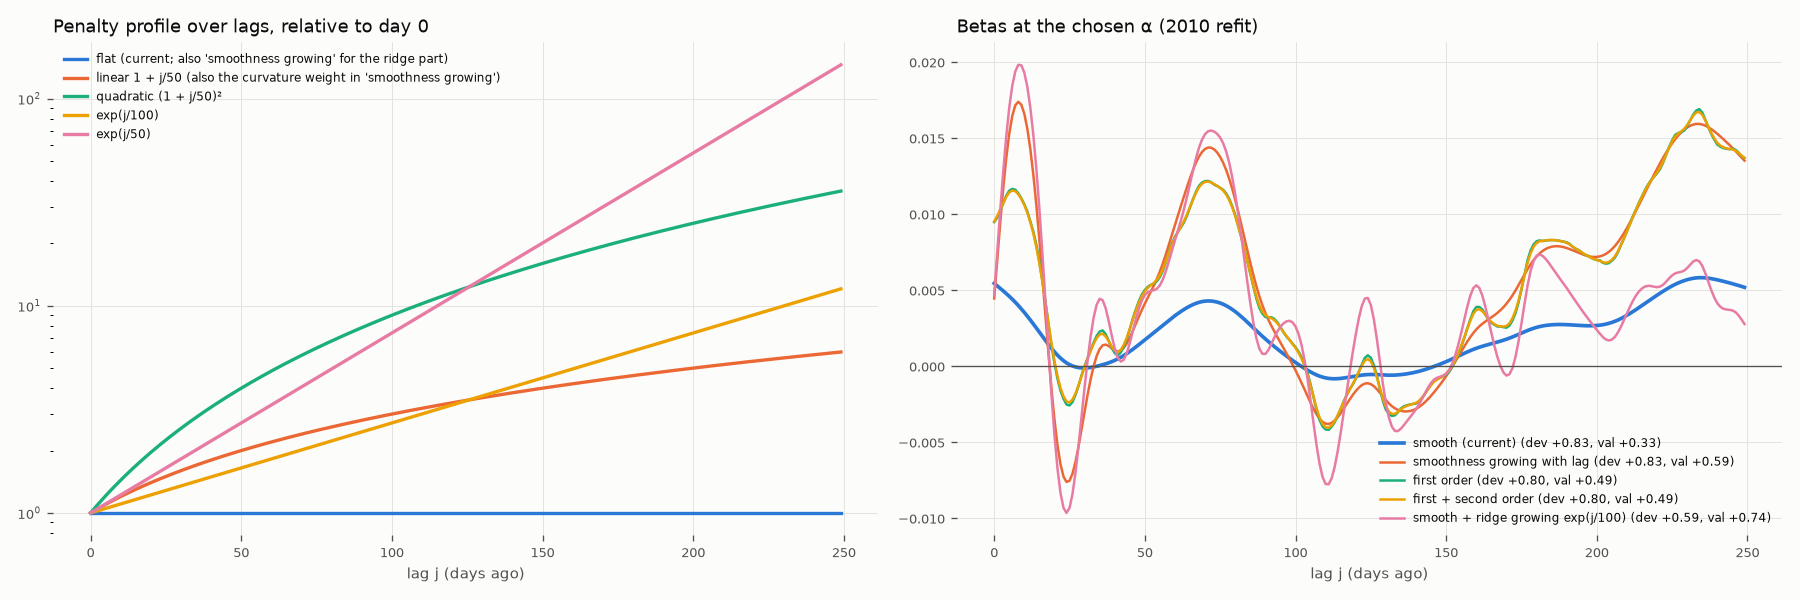 Penalty profile over lags, relative to day 0
flat (current; also 'smoothness growing' for the ridge part)
linear 1 + j/50 (also the curvature weight in 'smoothness growing')
quadratic (1 + j/50)²
exp(j/100)
exp(j/50)
10²
10¹
10⁰
0 50 100 150 200 250
lag j (days ago)
Betas at the chosen α (2010 refit)
0.020
0.015
0.010
0.005
0.000
−0.005
−0.010
smooth (current) (dev +0.83, val +0.33)
smoothness growing with lag (dev +0.83, val +0.59)
first order (dev +0.80, val +0.49)
first + second order (dev +0.80, val +0.49)
smooth + ridge growing exp(j/100) (dev +0.59, val +0.74)
0 50 100 150 200 250
lag j (days ago)